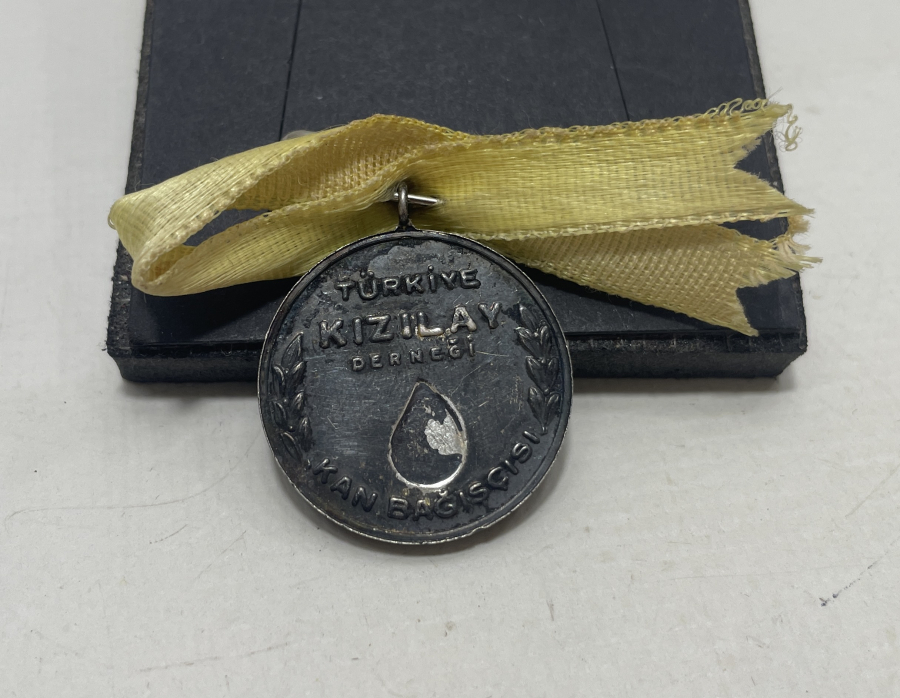 TÜRKİYE
KIZILAY
DERNEĞİ
KAN BAĞIŞÇISI